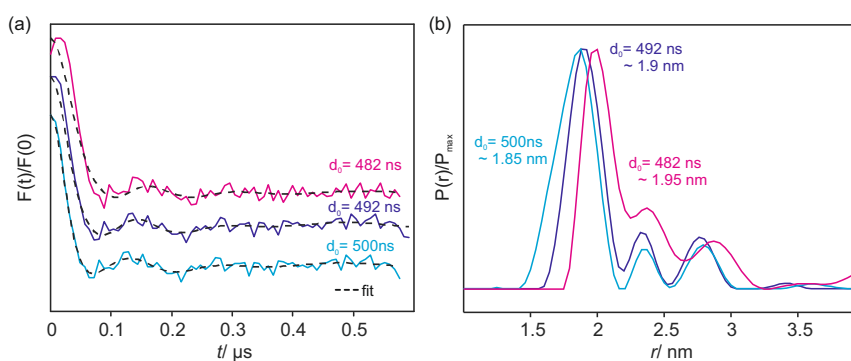 (a)
F(t)/F(0)
d₀= 482 ns
d₀= 492 ns
d₀= 500ns
fit
0
0.1
0.2
0.3
0.4
0.5
t/ µs
(b)
P(r)/Pmax
d₀= 492 ns
~ 1.9 nm
d₀= 500ns
~ 1.85 nm
d₀= 482 ns
~ 1.95 nm
1.5
2
2.5
3
3.5
r/ nm